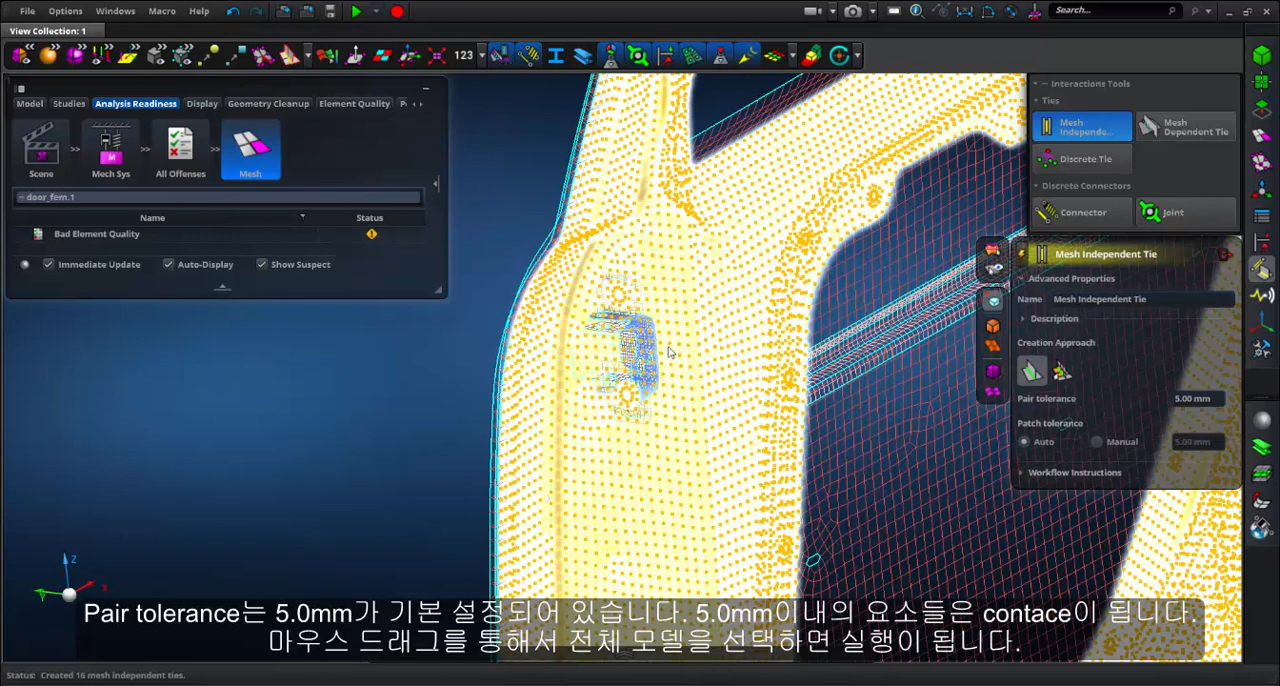 File Options Windows Macro Help
Search...
View Collection: 1
123
Model Studies Analysis Readiness Display Geometry Cleanup Element Quality
Scene >> Mech Sys >> All Offenses >> Mesh
door_fem.1
Name Status
Bad Element Quality
Immediate Update Auto-Display Show Suspect
Interactions Tools
Ties
Mesh Independe...
Mesh Dependent Tie
Discrete Tie
Discrete Connectors
Connector Joint
Mesh Independent Tie
Advanced Properties
Name Mesh Independent Tie
Description
Creation Approach
Pair tolerance 5.00 mm
Patch tolerance
Auto Manual 5.00 mm
Workflow Instructions
Z
X
Y
Pair tolerance는 5.0mm가 기본 설정되어 있습니다. 5.0mm이내의 요소들은 contace이 됩니다.
마우스 드래그를 통해서 전체 모델을 선택하면 실행이 됩니다.
Status: Created 16 mesh independent ties.